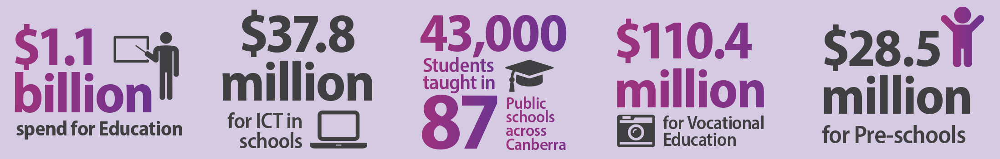 $1.1
billion
spend for Education
$37.8
million
for ICT in
schools
43,000
Students
taught in
87
Public
schools
across
Canberra
$110.4
million
for Vocational
Education
$28.5
million
for Pre-schools